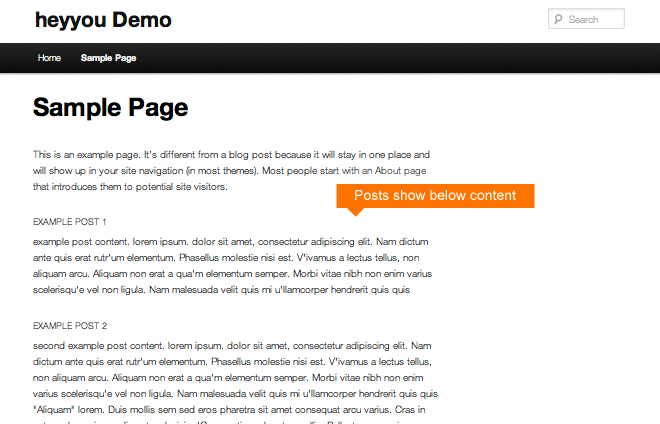 heyyou Demo
Search
Home Sample Page
Sample Page
This is an example page. It's different from a blog post because it will stay in one place and
will show up in your site navigation (in most themes). Most people start with an About page
that introduces them to potential site visitors.
Posts show below content
EXAMPLE POST 1
example post content. lorem ipsum. dolor sit amet, consectetur adipiscing elit. Nam dictum
ante quis erat rutr'um elementum. Phasellus molestie nisi est. V'ivamus a lectus tellus, non
aliquam arcu. Aliquam non erat a qua'm elementum semper. Morbi vitae nibh non enim varius
scelerisqu'e vel non ligula. Nam malesuada velit quis mi u'llamcorper hendrerit quis quis
EXAMPLE POST 2
second example post content. lorem ipsum. dolor sit amet, consectetur adipiscing elit. Nam
dictum ante quis erat rutr'um elementum. Phasellus molestie nisi est. V'ivamus a lectus tellus,
non aliquam arcu. Aliquam non erat a qua'm elementum semper. Morbi vitae nibh non enim
varius scelerisqu'e vel non ligula. Nam malesuada velit quis mi u'llamcorper hendrerit quis quis
"Aliquam" lorem. Duis mollis sem sed eros pharetra sit amet consequat arcu varius. Cras in